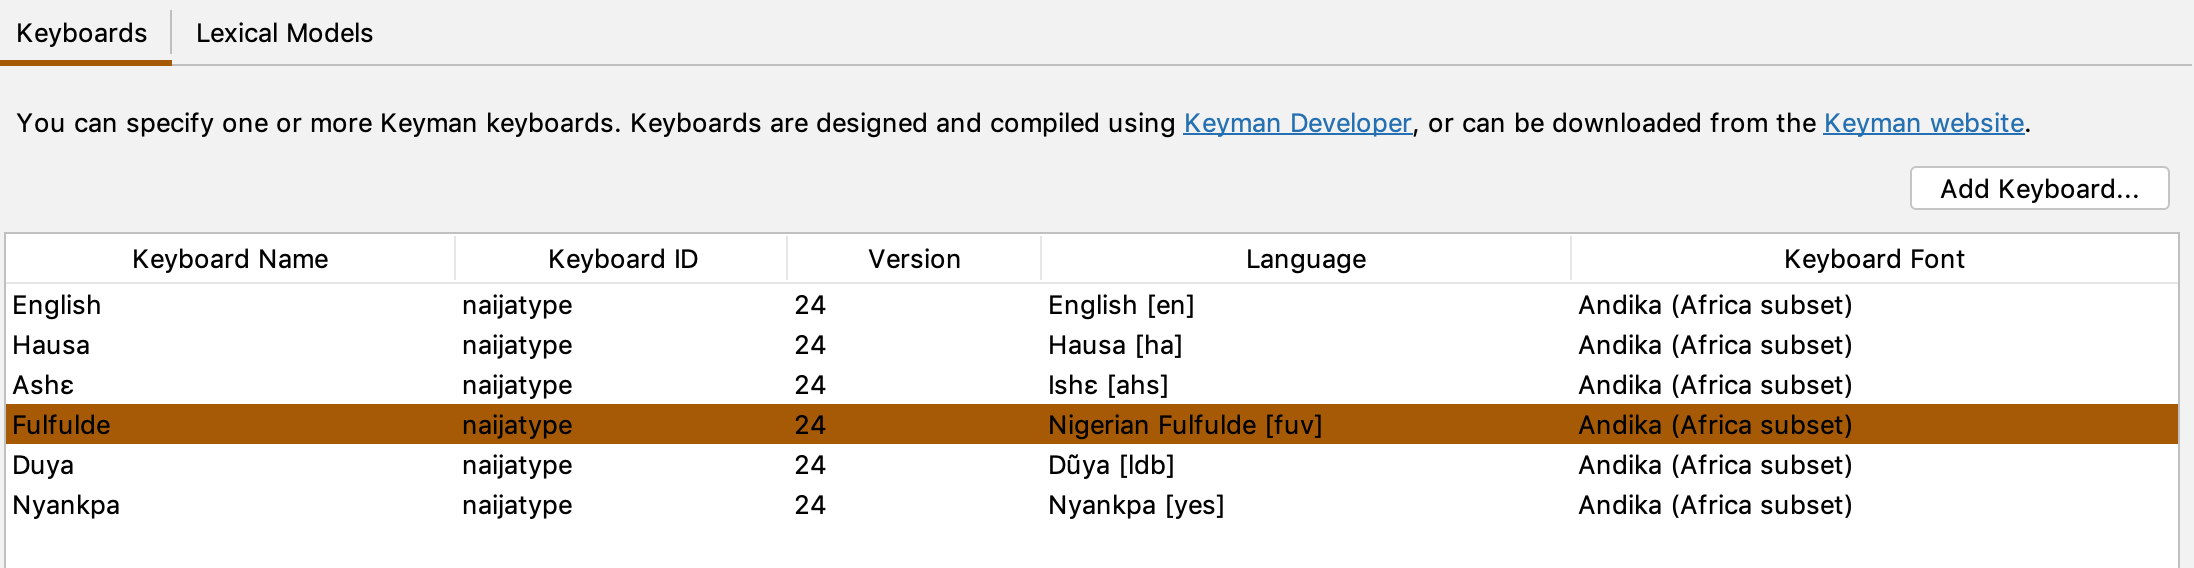 Keyboards Lexical Models
You can specify one or more Keyman keyboards. Keyboards are designed and compiled using Keyman Developer, or can be downloaded from the Keyman website.
Add Keyboard...
Keyboard Name Keyboard ID Version Language Keyboard Font
English naijatype 24 English [en] Andika (Africa subset)
Hausa naijatype 24 Hausa [ha] Andika (Africa subset)
Ashɛ naijatype 24 Ishɛ [ahs] Andika (Africa subset)
Fulfulde naijatype 24 Nigerian Fulfulde [fuv] Andika (Africa subset)
Duya naijatype 24 Dũya [ldb] Andika (Africa subset)
Nyankpa naijatype 24 Nyankpa [yes] Andika (Africa subset)